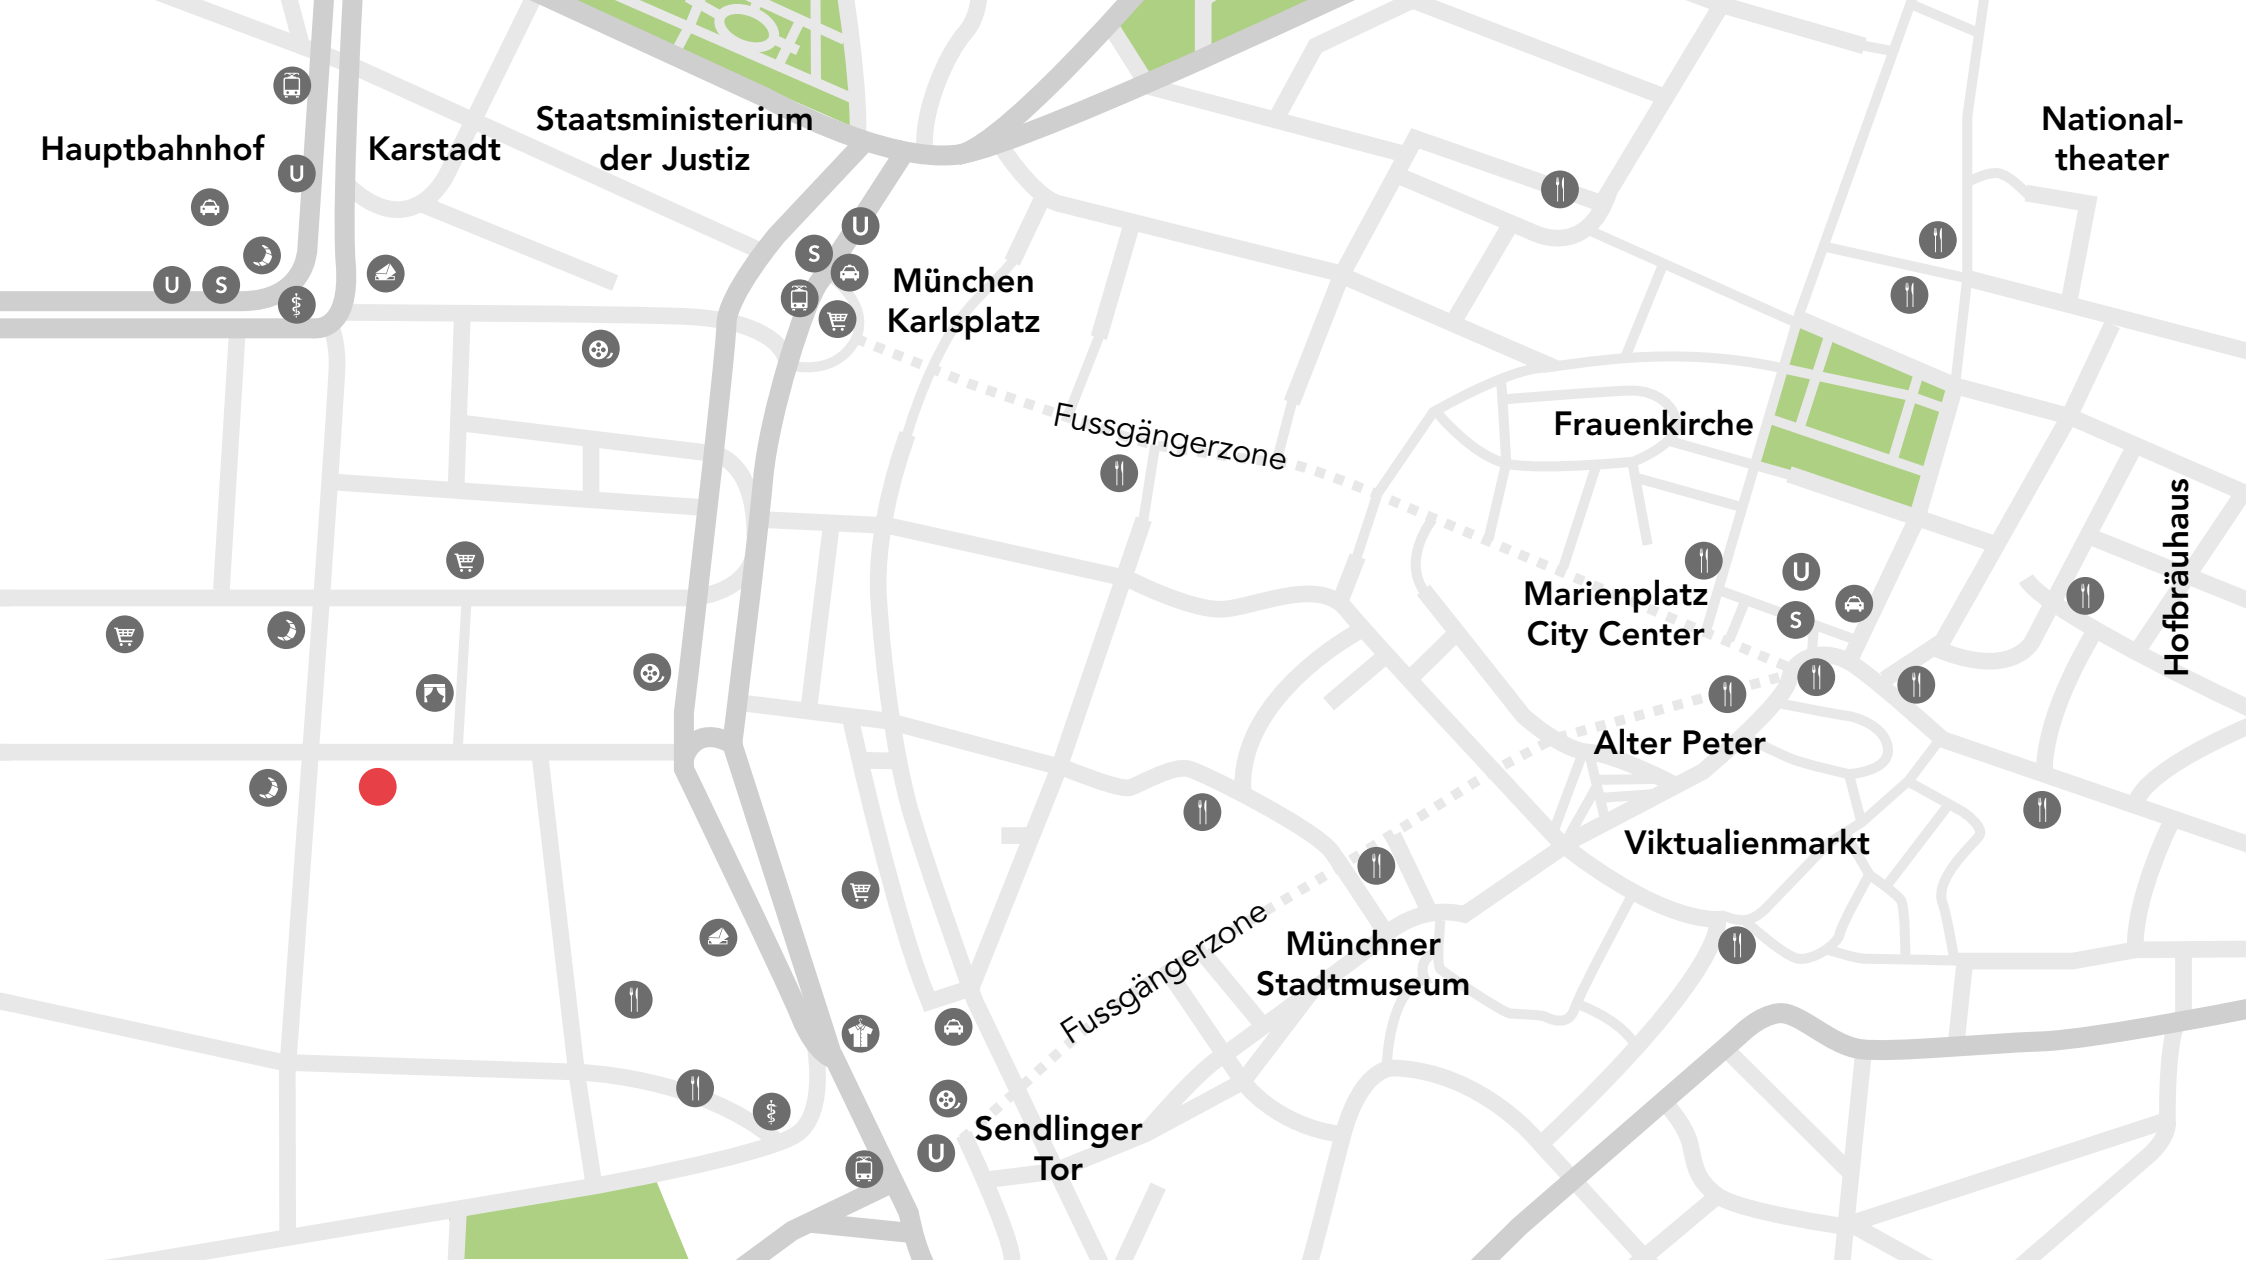 Hauptbahnhof
U
U
S
Karstadt
Staatsministerium
der Justiz
U
S
München
Karlsplatz
Fussgängerzone
National-
theater
Frauenkirche
Hofbräuhaus
Marienplatz
City Center
U
S
Alter Peter
Viktualienmarkt
Münchner
Stadtmuseum
Fussgängerzone
Sendlinger
Tor
U